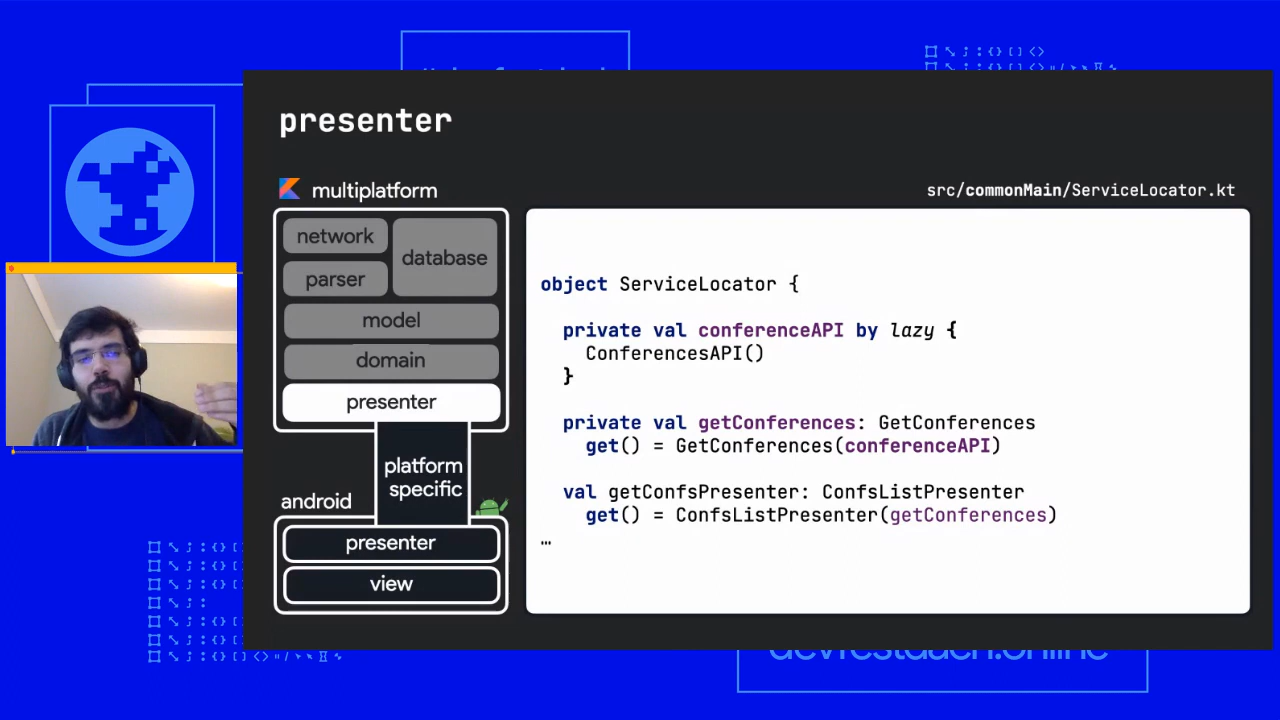 presenter
multiplatform
network
database
parser
model
domain
presenter
platform
specific
android
presenter
view
src/commonMain/ServiceLocator.kt
object ServiceLocator {
private val conferenceAPI by lazy {
ConferencesAPI()
}
private val getConferences: GetConferences
get() = GetConferences(conferenceAPI)
val getConfsPresenter: ConfsListPresenter
get() = ConfsListPresenter(getConferences)
…